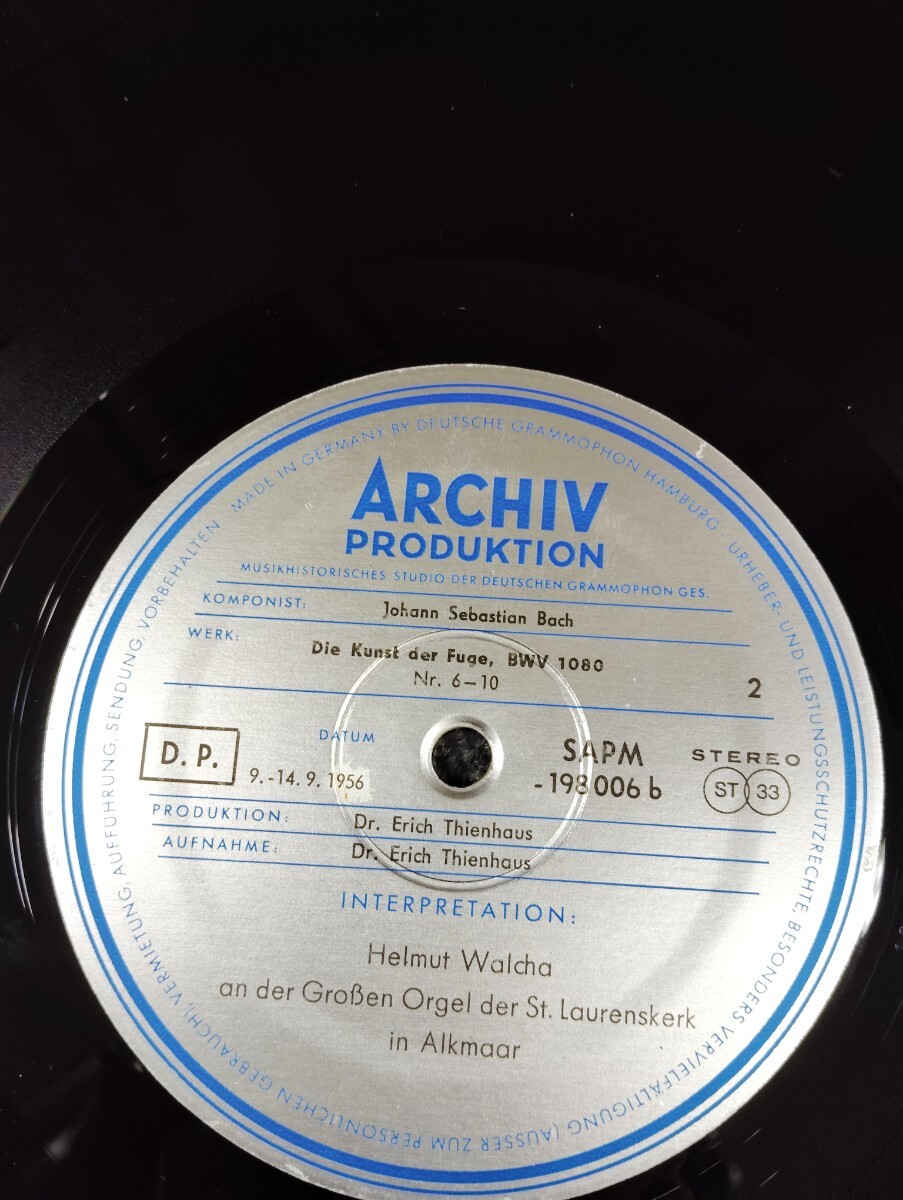 MADE IN GERMANY BY DEUTSCHE GRAMMOPHON HAMBURG · URHEBER- UND LEISTUNGSSCHUTZRECHTE, BESONDERS VERVIELFÄLTIGUNG (AUSSER ZUM PERSÖNLICHEN GEBRAUCH), VERMIETUNG, AUFFÜHRUNG, SENDUNG, VORBEHALTEN
ARCHIV
PRODUKTION
MUSIKHISTORISCHES STUDIO DER DEUTSCHEN GRAMMOPHON GES.
KOMPONIST: Johann Sebastian Bach
WERK: Die Kunst der Fuge, BWV 1080
Nr. 6-10
2
D. P.
DATUM
9.-14. 9. 1956
SAPM
-198 006 b
STEREO
ST 33
PRODUKTION: Dr. Erich Thienhaus
AUFNAHME: Dr. Erich Thienhaus
INTERPRETATION:
Helmut Walcha
an der Großen Orgel der St. Laurenskerk
in Alkmaar